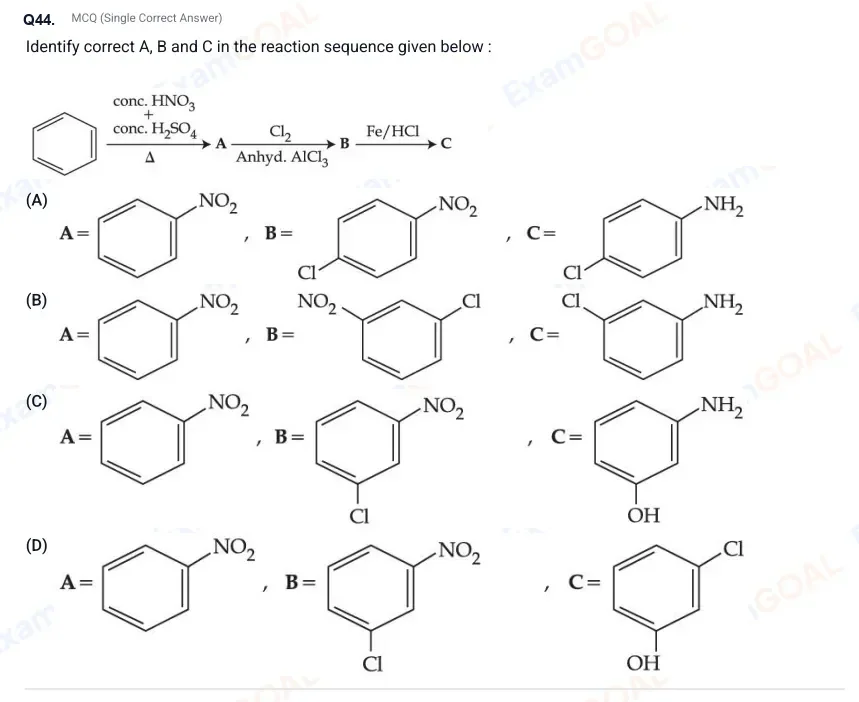 Q44. MCQ (Single Correct Answer)
Identify correct A, B and C in the reaction sequence given below :
conc. HNO₃
+
conc. H₂SO₄
Δ
A
Cl₂
Anhyd. AlCl₃
B
Fe/HCl
C
(A)
A = NO₂ , B = Cl NO₂ , C = Cl NH₂
(B)
A = NO₂ , B = NO₂ Cl , C = Cl NH₂
(C)
A = NO₂ , B = NO₂ Cl , C = NH₂ OH
(D)
A = NO₂ , B = NO₂ Cl , C = Cl OH
ExamGOAL